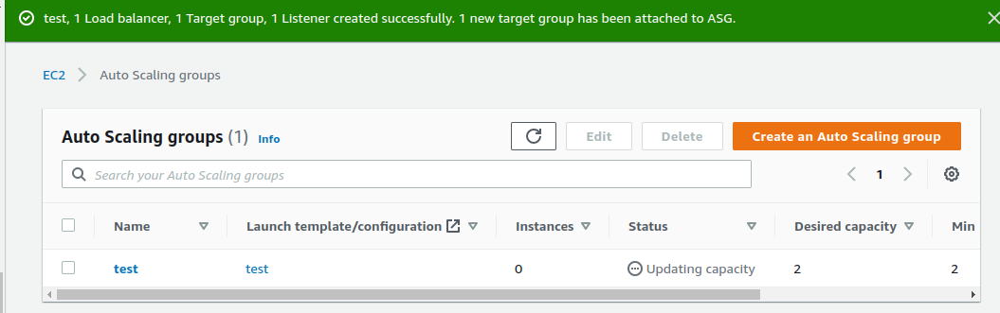 test, 1 Load balancer, 1 Target group, 1 Listener created successfully. 1 new target group has been attached to ASG.
EC2 Auto Scaling groups
Auto Scaling groups (1) Info
Edit Delete Create an Auto Scaling group
Search your Auto Scaling groups
1
Name Launch template/configuration Instances Status Desired capacity Min
test test 0 Updating capacity 2 2